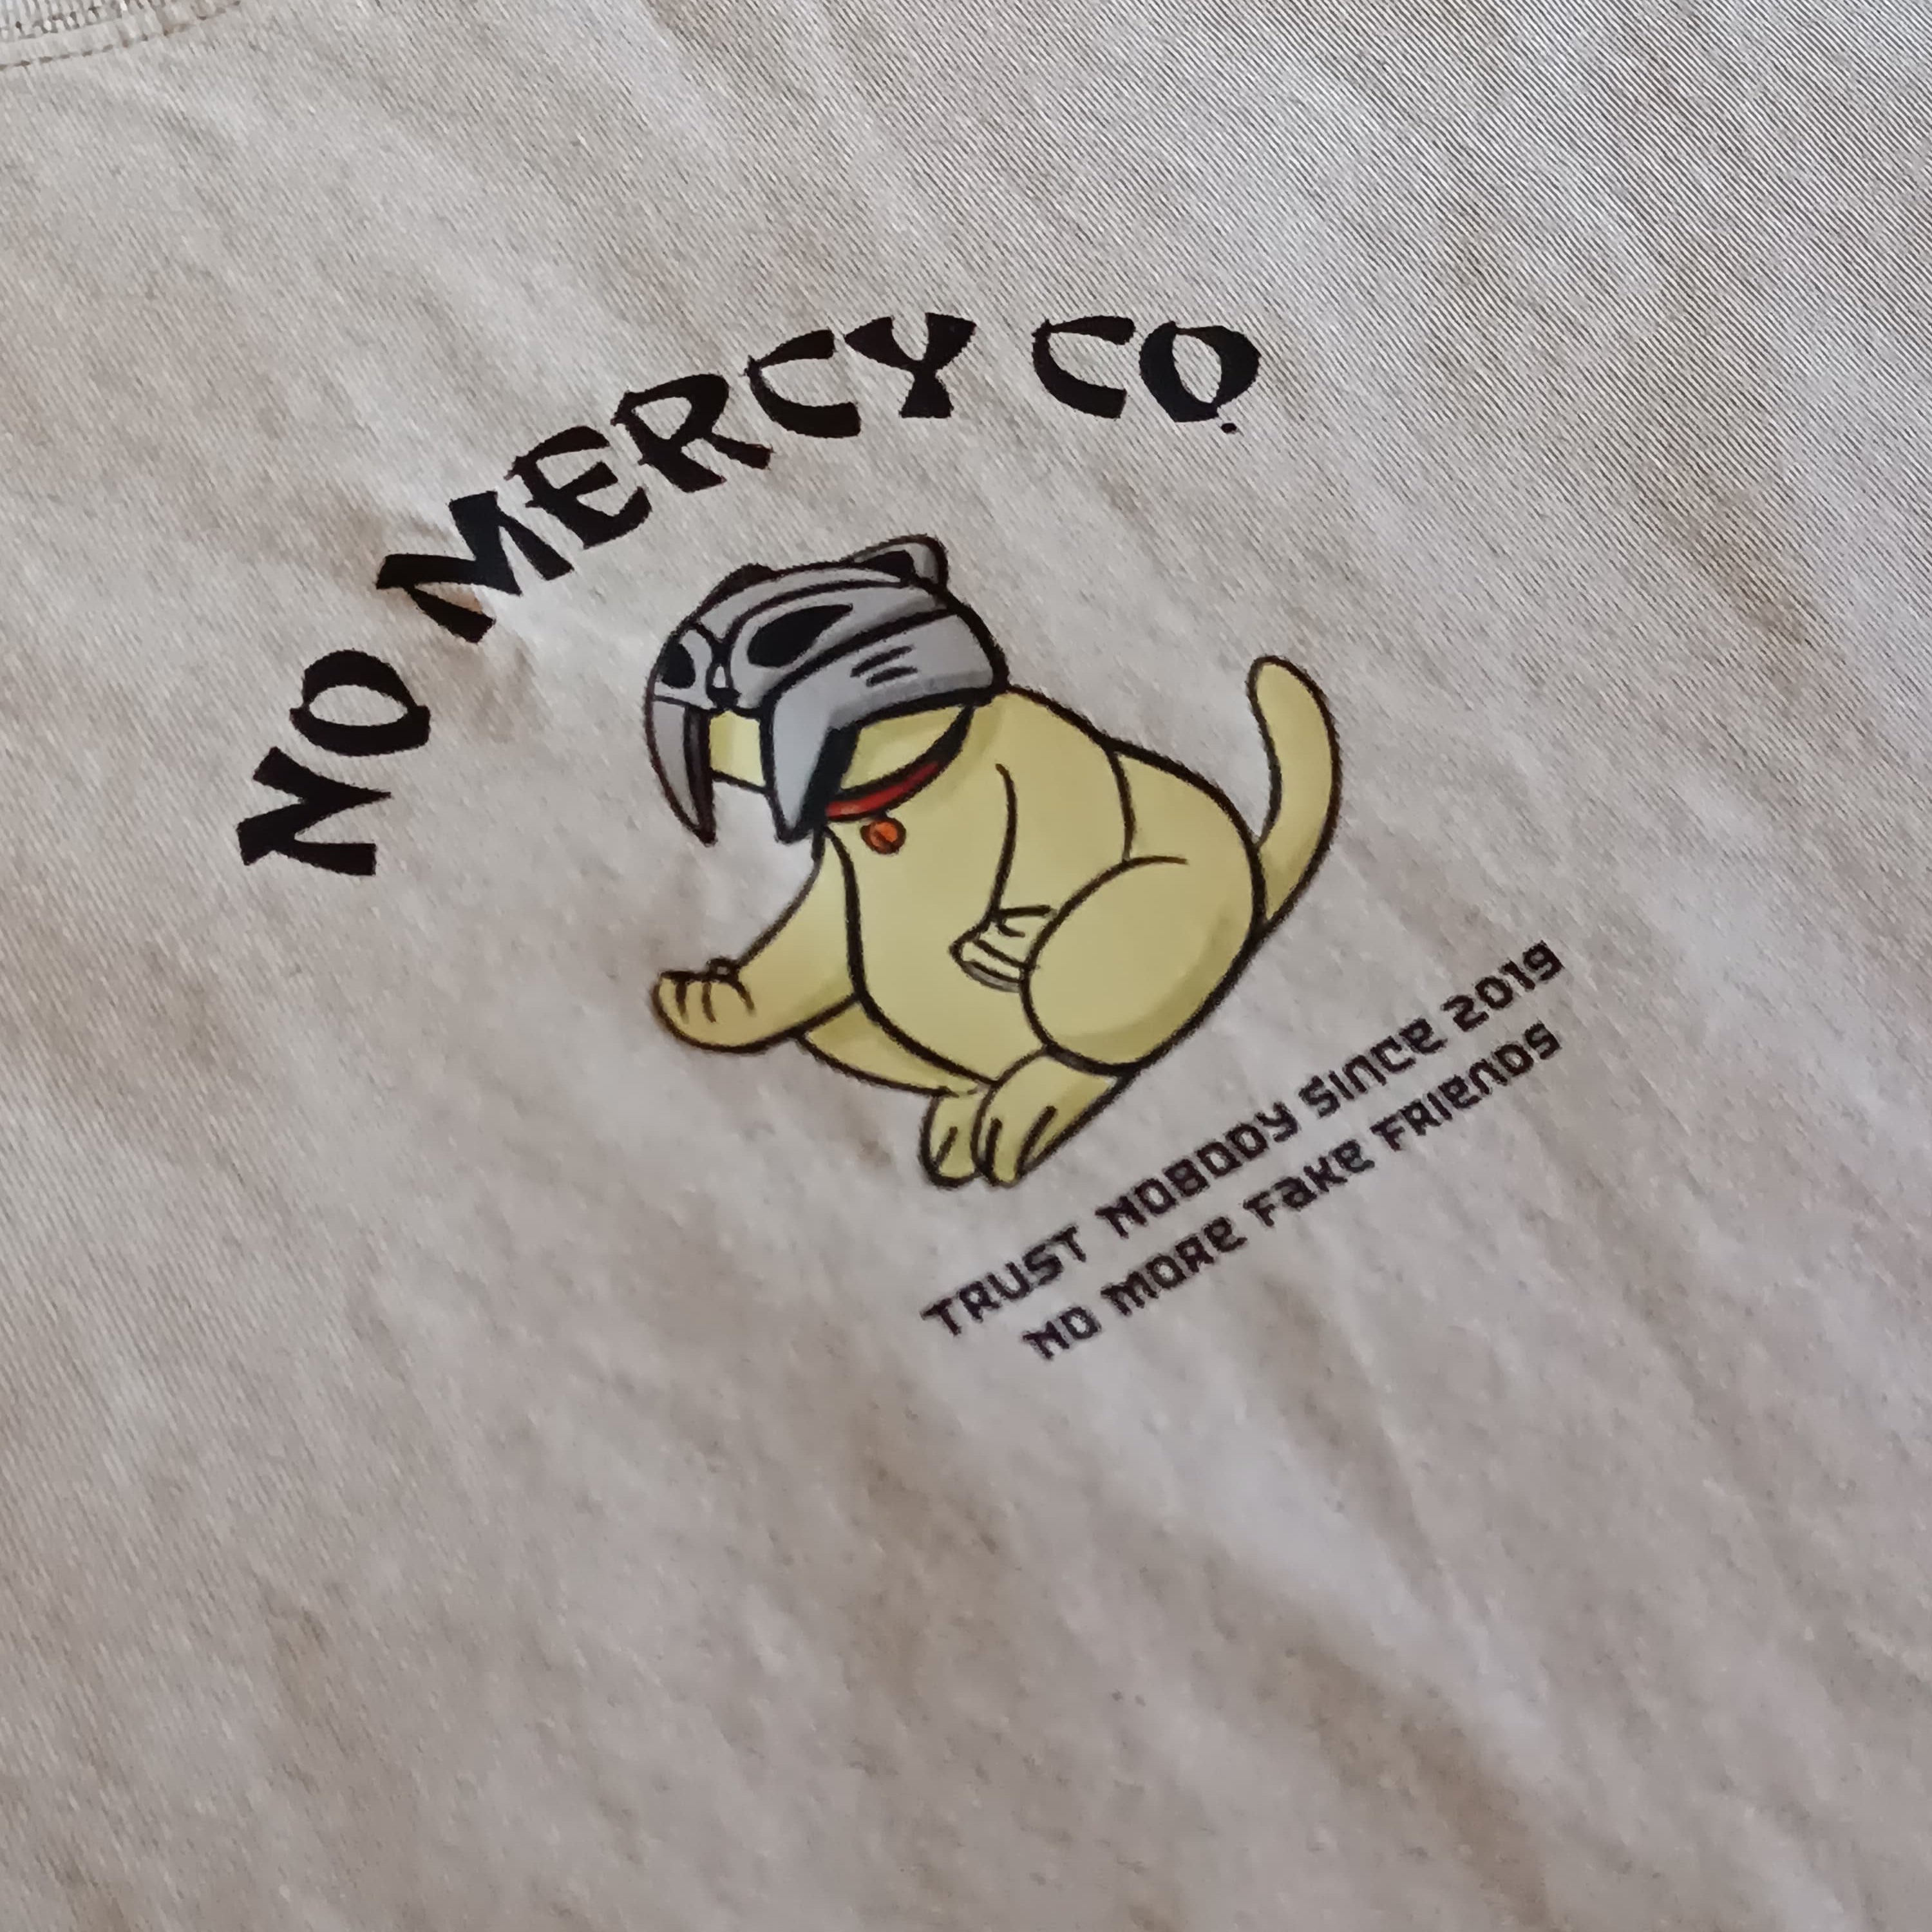 NO MERCY CO.
TRUST NOBODY SINCE 2019
NO MORE FAKE FRIENDS